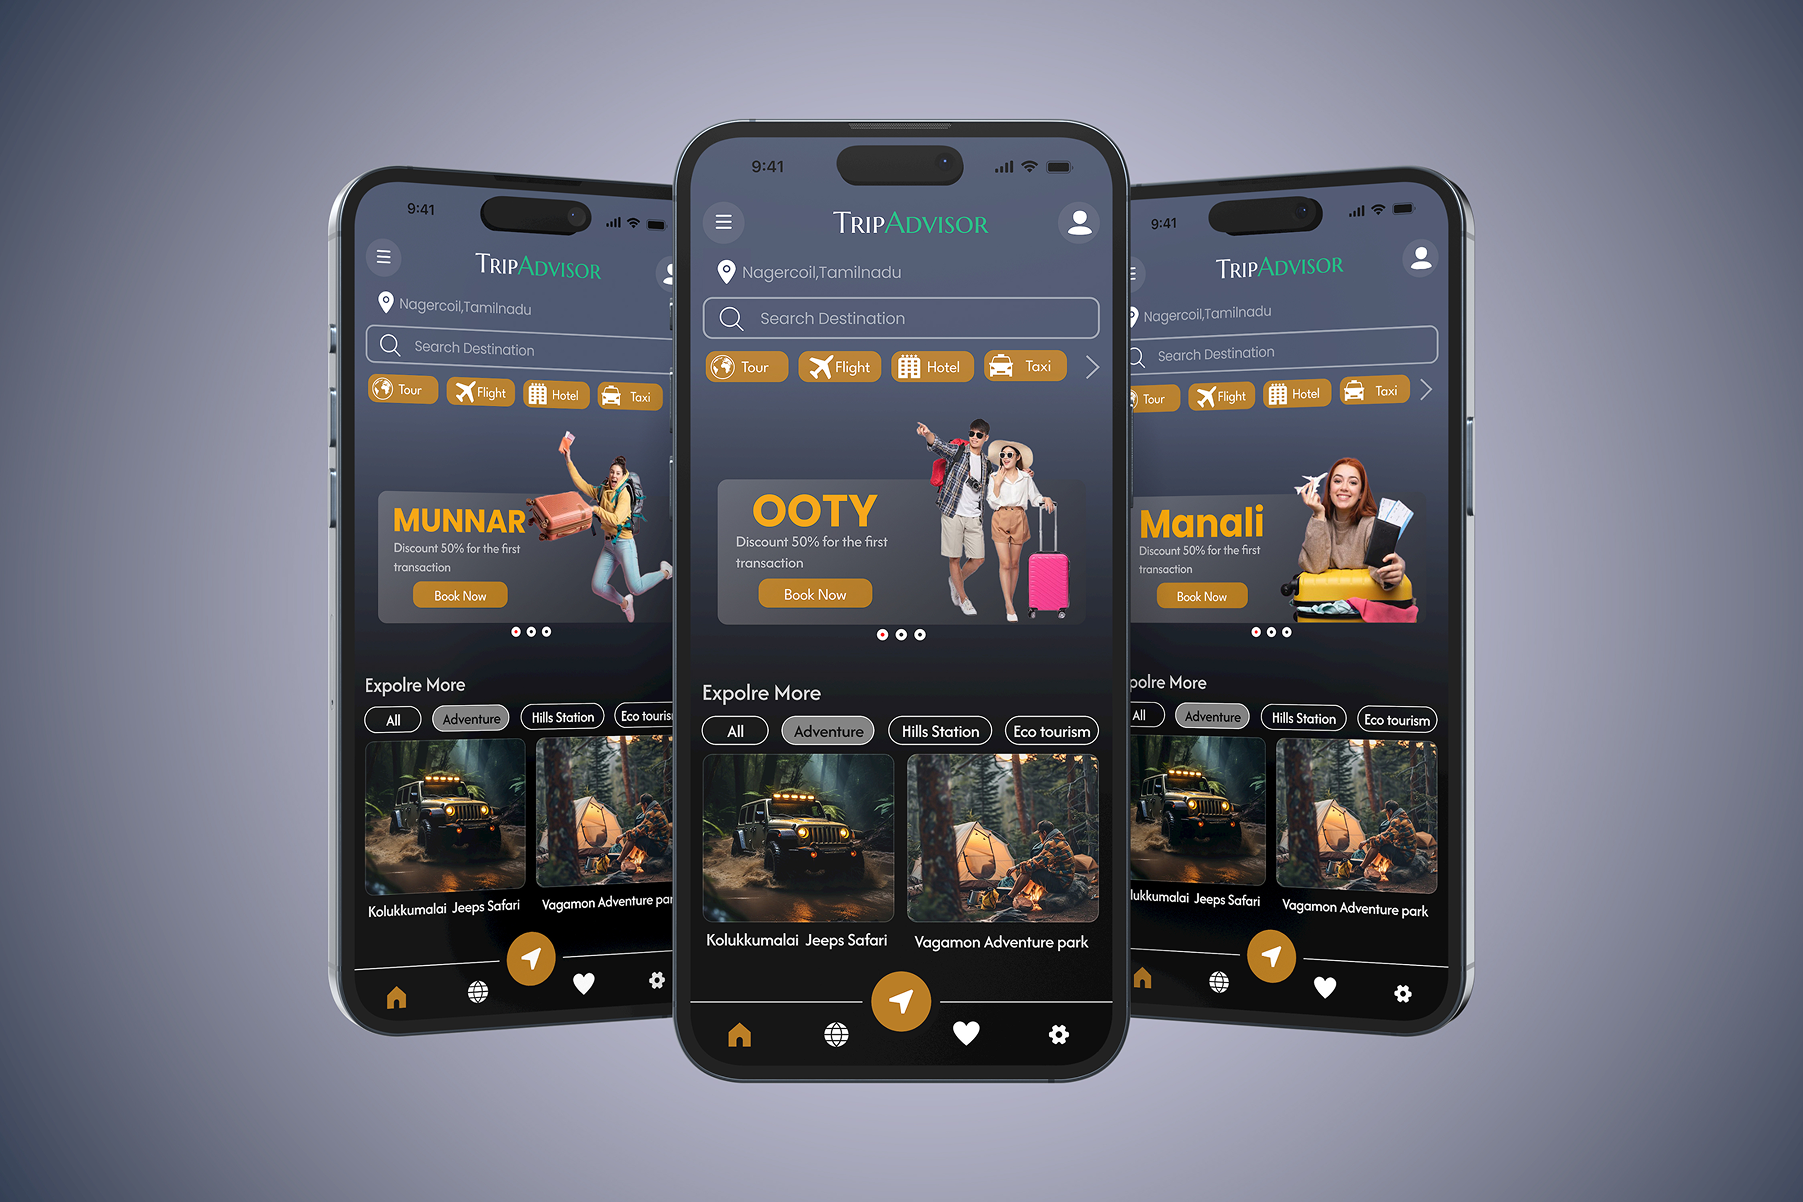 9:41
TRIPADVISOR
Nagercoil,Tamilnadu
Search Destination
Tour Flight Hotel Taxi
MUNNAR
Discount 50% for the first
transaction
Book Now
Expolre More
All Adventure Hills Station Eco touris
Kolukkumalai Jeeps Safari Vagamon Adventure par
9:41
TRIPADVISOR
Nagercoil,Tamilnadu
Search Destination
Tour Flight Hotel Taxi
OOTY
Discount 50% for the first
transaction
Book Now
Expolre More
All Adventure Hills Station Eco tourism
Kolukkumalai Jeeps Safari Vagamon Adventure park
9:41
TRIPADVISOR
Nagercoil,Tamilnadu
Search Destination
Tour Flight Hotel Taxi
Manali
Discount 50% for the first
transaction
Book Now
polre More
All Adventure Hills Station Eco tourism
lukkumalai Jeeps Safari Vagamon Adventure park